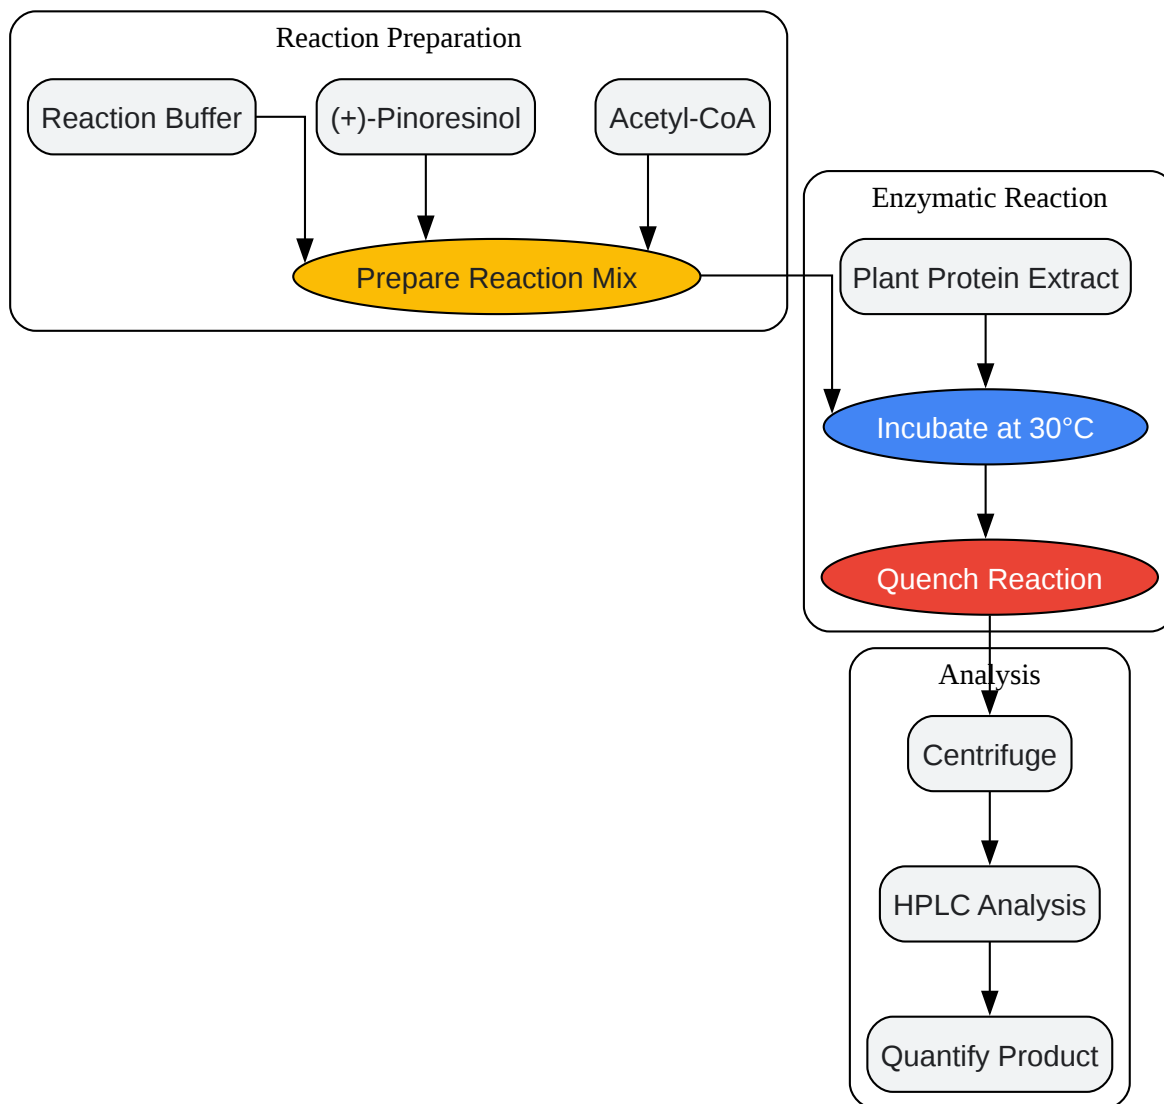 Reaction Preparation
Reaction Buffer
(+)-Pinoresinol
Acetyl-CoA
Prepare Reaction Mix
Enzymatic Reaction
Plant Protein Extract
Incubate at 30°C
Quench Reaction
Analysis
Centrifuge
HPLC Analysis
Quantify Product